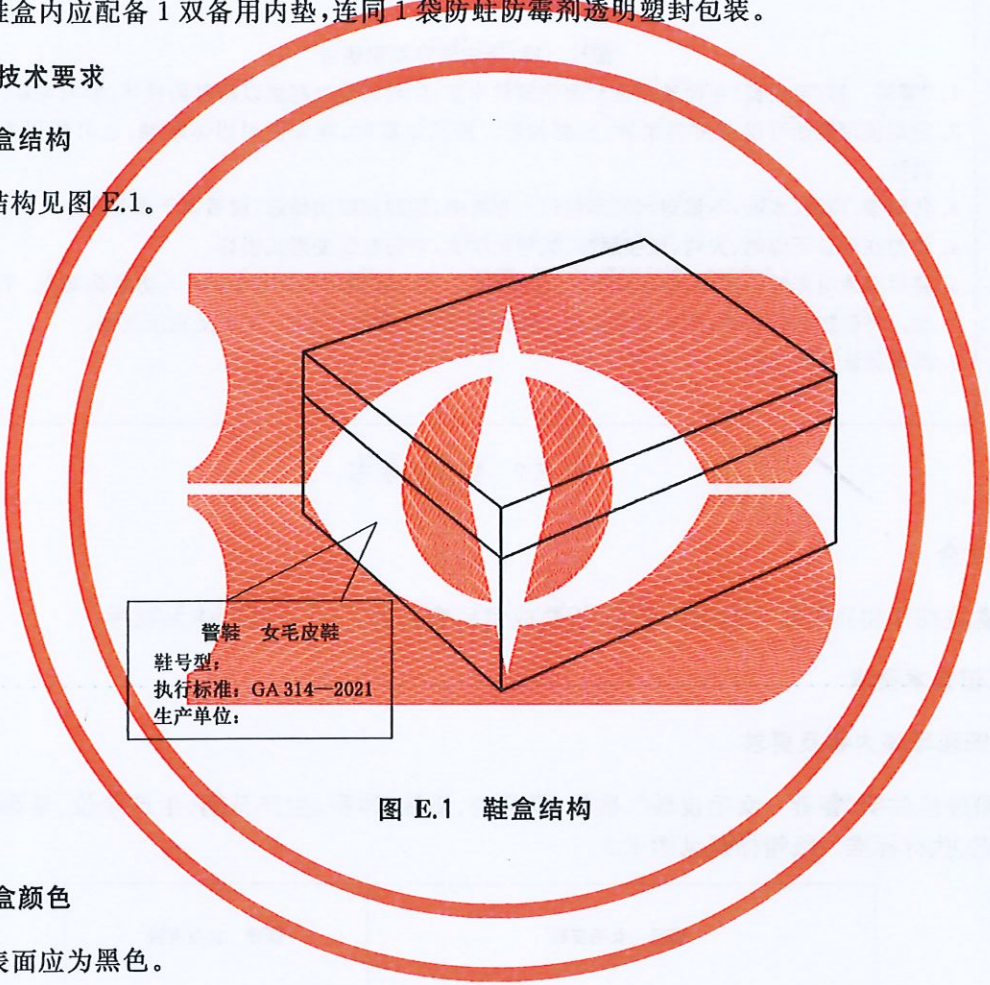 鞋盒内应配备1双备用内垫,连同1袋防蛀防霉剂透明塑封包装。
技术要求
盒结构
结构见图E.1。
警鞋 女毛皮鞋
鞋号型:
执行标准: GA 314—2021
生产单位:
图 E.1 鞋盒结构
盒颜色
表面应为黑色。